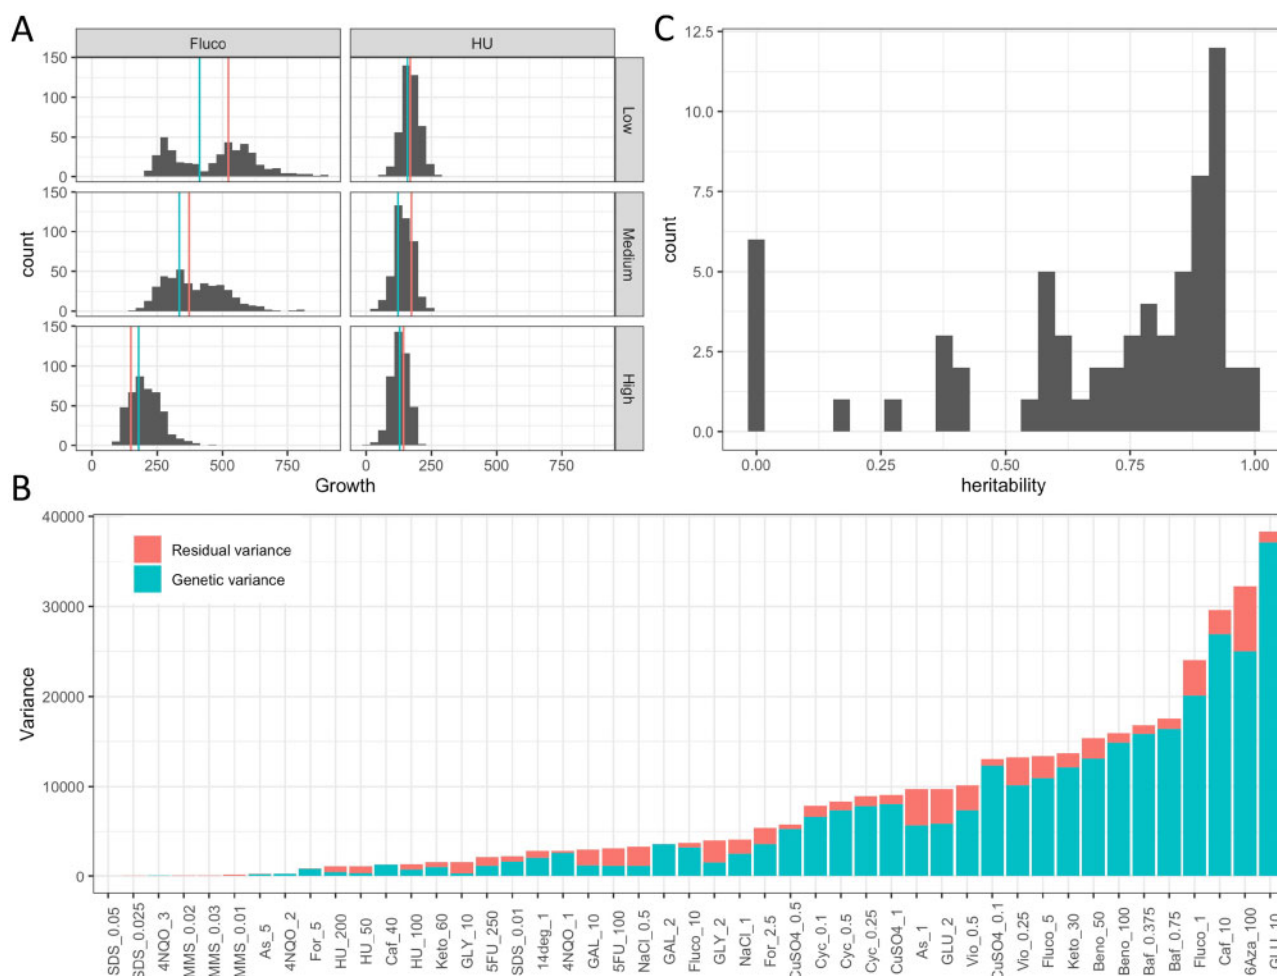 A
Fluco
HU
150
100
50
0
Low
150
100
50
0
Medium
150
100
50
0
High
count
0
250
500
750
0
250
500
750
Growth
C
12.5
10.0
7.5
5.0
2.5
0.0
count
0.00
0.25
0.50
0.75
1.00
heritability
B
40000
30000
20000
10000
0
Variance
Residual variance
Genetic variance
SDS_0.05
SDS_0.025
4NQO_3
MMS_0.02
MMS_0.03
MMS_0.01
As_5
4NQO_2
For_5
HU_200
HU_50
Caf_40
HU_100
Keto_60
GLY_10
5FU_250
SDS_0.01
14deg_1
4NQO_1
GAL_10
5FU_100
NaCl_0.5
GAL_2
Fluco_10
GLY_2
NaCl_1
For_2.5
CuSO4_0.5
Cyc_0.1
Cyc_0.5
Cyc_0.25
CuSO4_1
As_1
GLU_2
Vio_0.5
CuSO4_0.1
Vio_0.25
Fluco_5
Keto_30
Beno_50
Beno_100
Baf_0.375
Baf_0.75
Fluco_1
Caf_10
6Aza_100
GLU_10